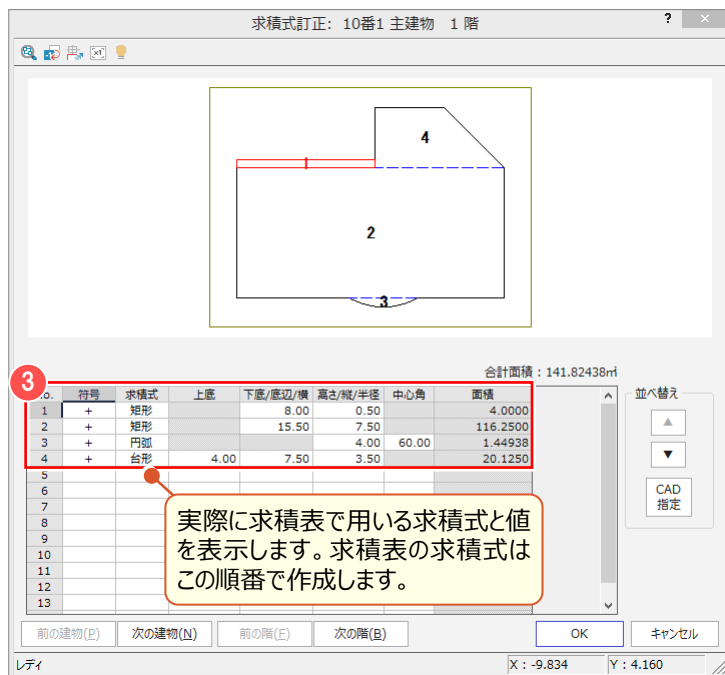 求積式訂正: 10番1 主建物 1 階
?
4
1
2
3
合計面積 : 141.82438㎡
3
No. 符号 求積式 上底 下底/底辺/横 高さ/縦/半径 中心角 面積
1 + 矩形 8.00 0.50 4.0000
2 + 矩形 15.50 7.50 116.2500
3 + 円弧 4.00 60.00 1.44938
4 + 台形 4.00 7.50 3.50 20.1250
5
6
7
8
9
10
11
12
13
並べ替え
▲
▼
CAD
指定
実際に求積表で用いる求積式と値
を表示します。求積表の求積式は
この順番で作成します。
前の建物(P) 次の建物(N) 前の階(F) 次の階(B) OK キャンセル
レディ X : -9.834 Y : 4.160